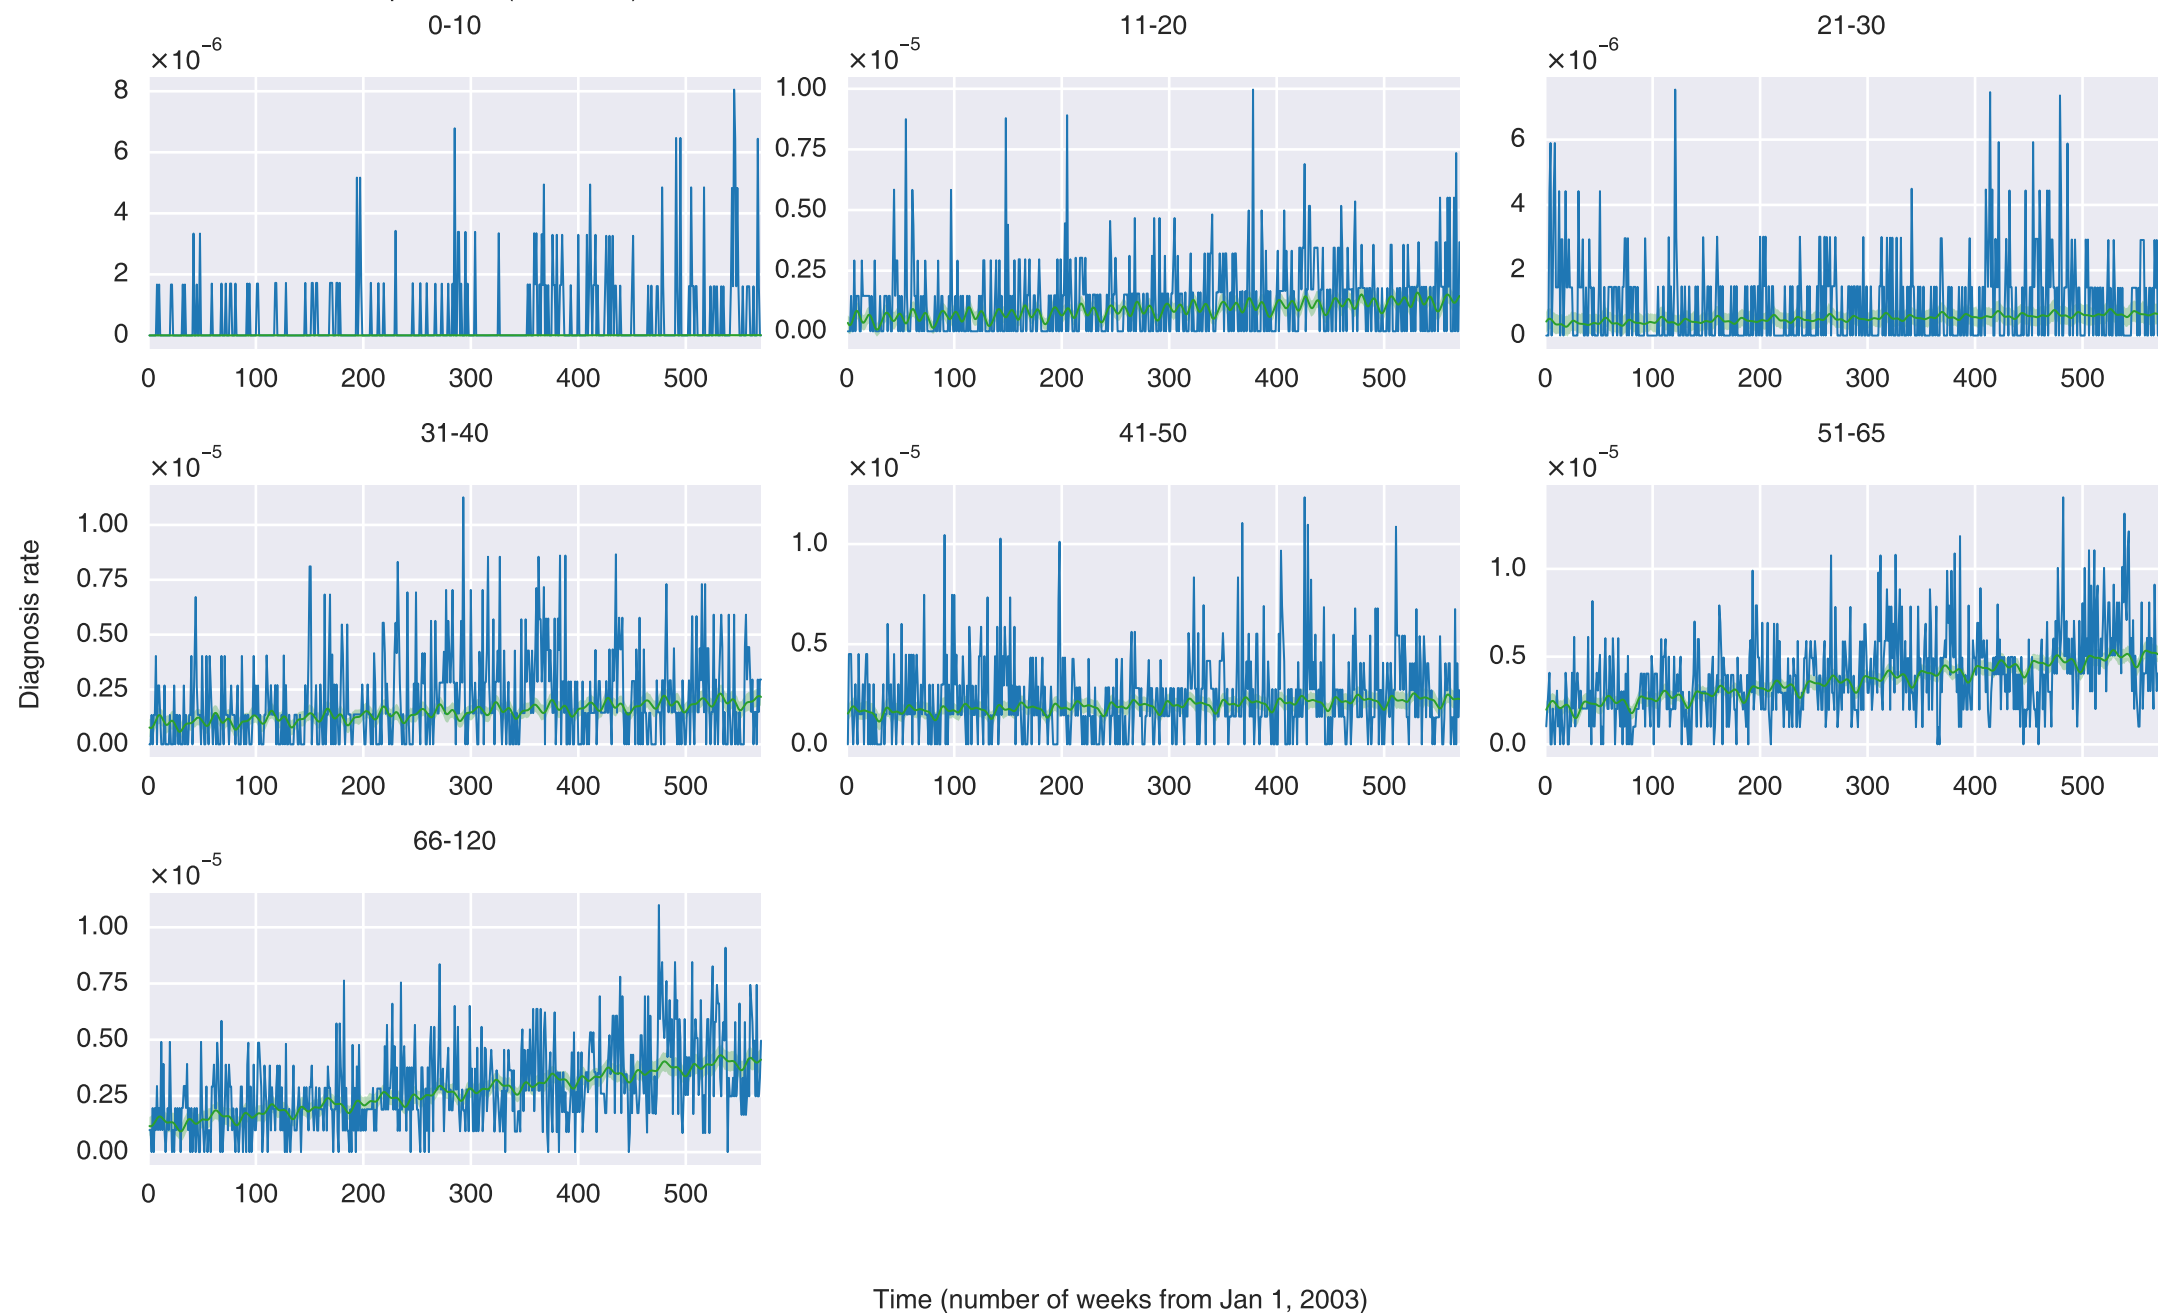 0-10 11-20 21-30
×10⁻⁶ ×10⁻⁵ ×10⁻⁶
8 6 4 2 0
1.00 0.75 0.50 0.25 0.00
6 4 2 0
0 100 200 300 400 500
0 100 200 300 400 500
0 100 200 300 400 500
31-40 41-50 51-65
×10⁻⁵ ×10⁻⁵ ×10⁻⁵
Diagnosis rate
1.00 0.75 0.50 0.25 0.00
1.0 0.5 0.0
1.0 0.5 0.0
0 100 200 300 400 500
0 100 200 300 400 500
0 100 200 300 400 500
66-120
×10⁻⁵
1.00 0.75 0.50 0.25 0.00
0 100 200 300 400 500
Time (number of weeks from Jan 1, 2003)